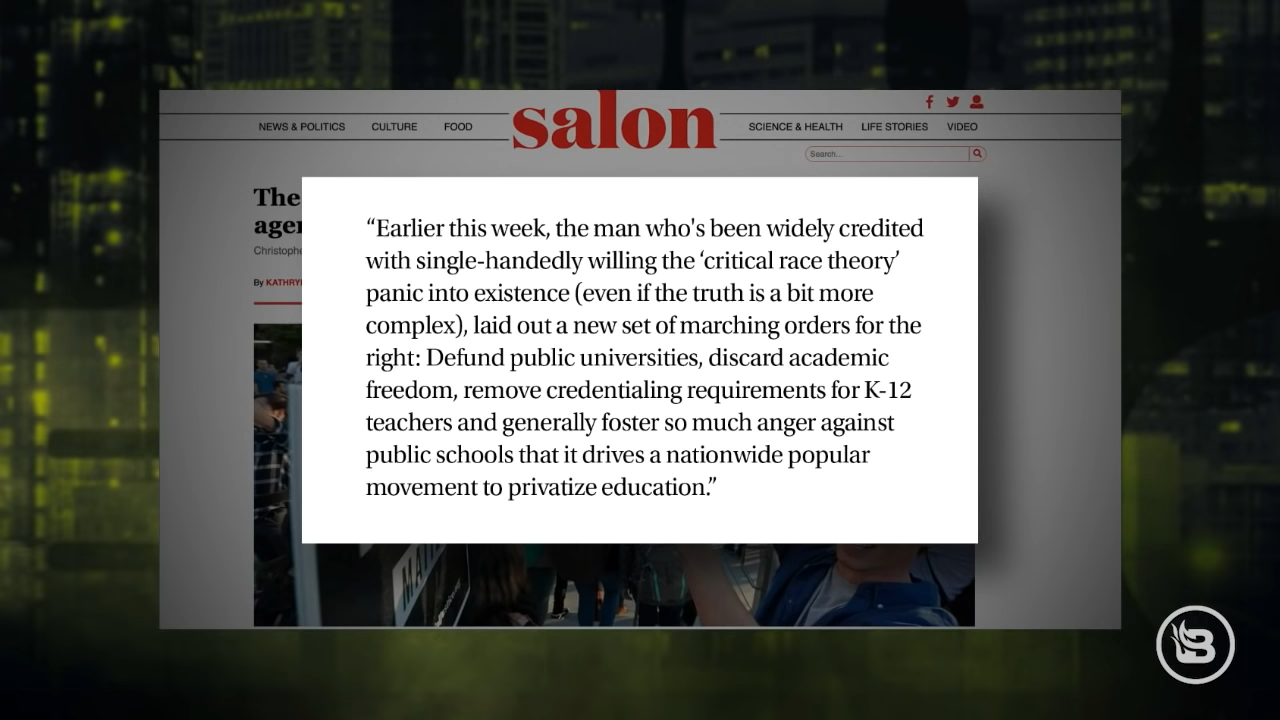 salon
NEWS & POLITICS CULTURE FOOD SCIENCE & HEALTH LIFE STORIES VIDEO
Search...
The
By
“Earlier this week, the man who's been widely credited
with single-handedly willing the ‘critical race theory’
panic into existence (even if the truth is a bit more
complex), laid out a new set of marching orders for the
right: Defund public universities, discard academic
freedom, remove credentialing requirements for K-12
teachers and generally foster so much anger against
public schools that it drives a nationwide popular
movement to privatize education.”
B